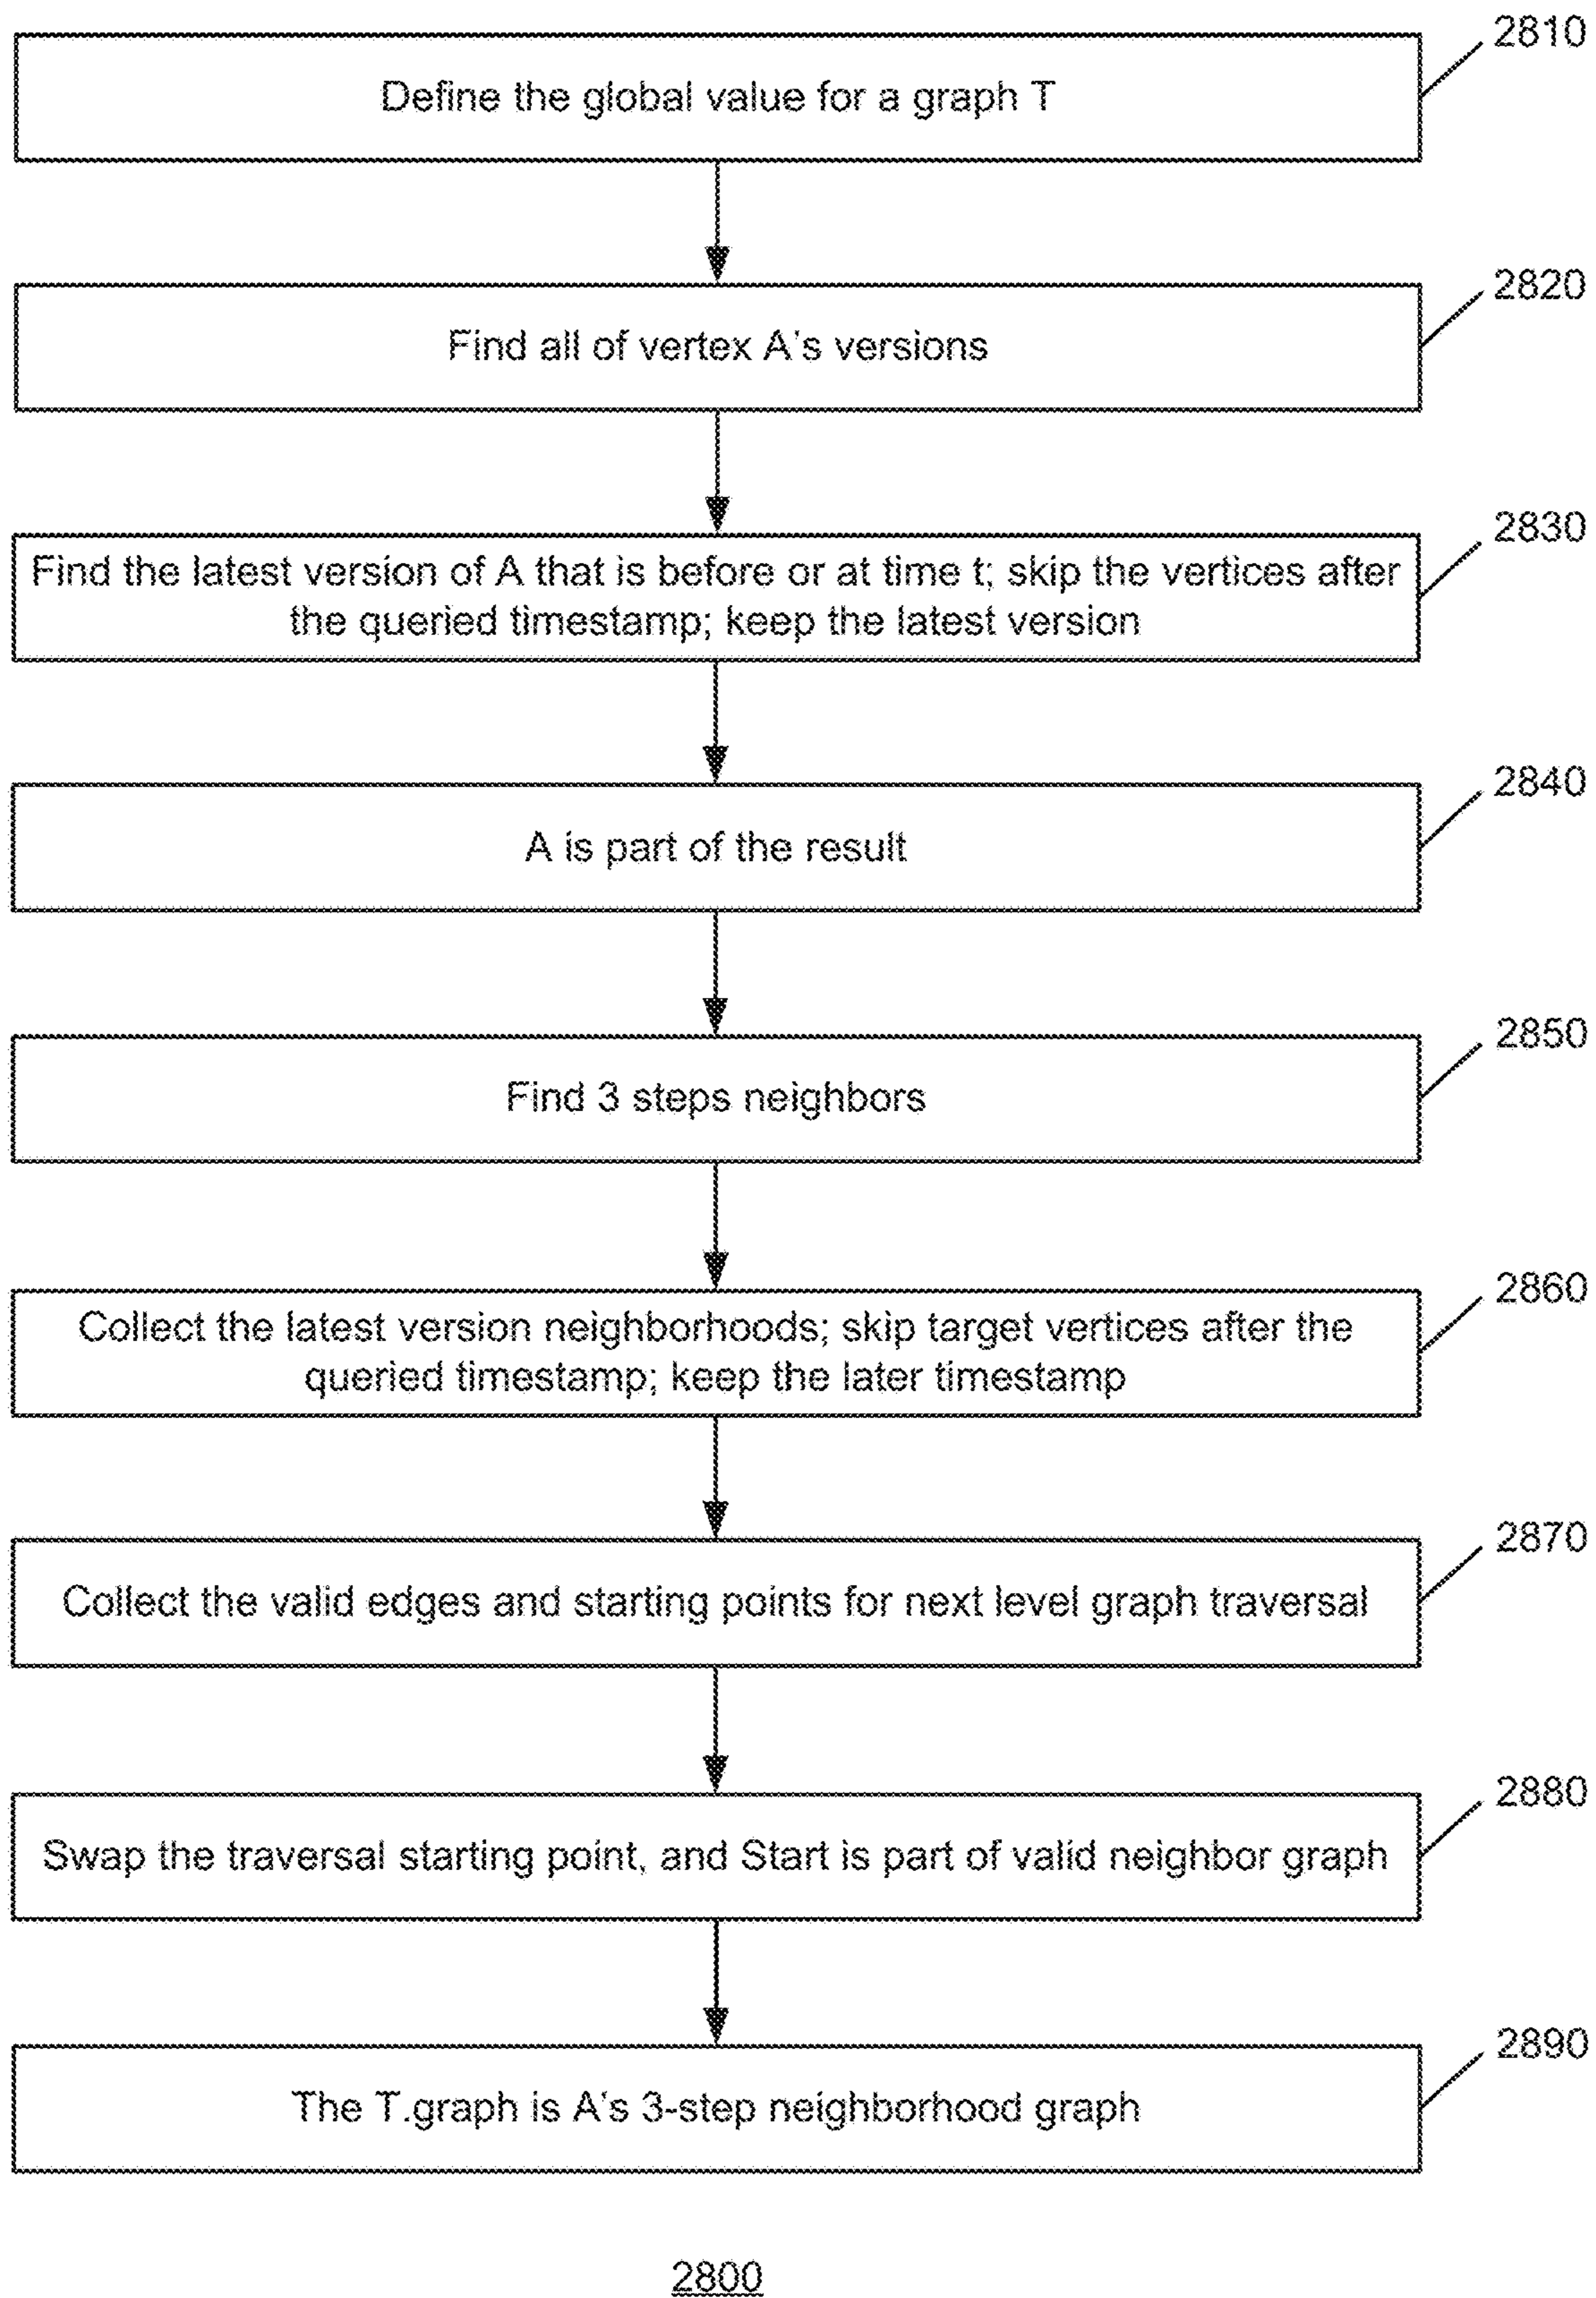 2810
Define the global value for a graph T
2820
Find all of vertex A's versions
2830
Find the latest version of A that is before or at time t; skip the vertices after
the queried timestamp; keep the latest version
2840
A is part of the result
2850
Find 3 steps neighbors
2860
Collect the latest version neighborhoods; skip target vertices after the
queried timestamp; keep the later timestamp
2870
Collect the valid edges and starting points for next level graph traversal
2880
Swap the traversal starting point, and Start is part of valid neighbor graph
2890
The T.graph is A's 3-step neighborhood graph
2800